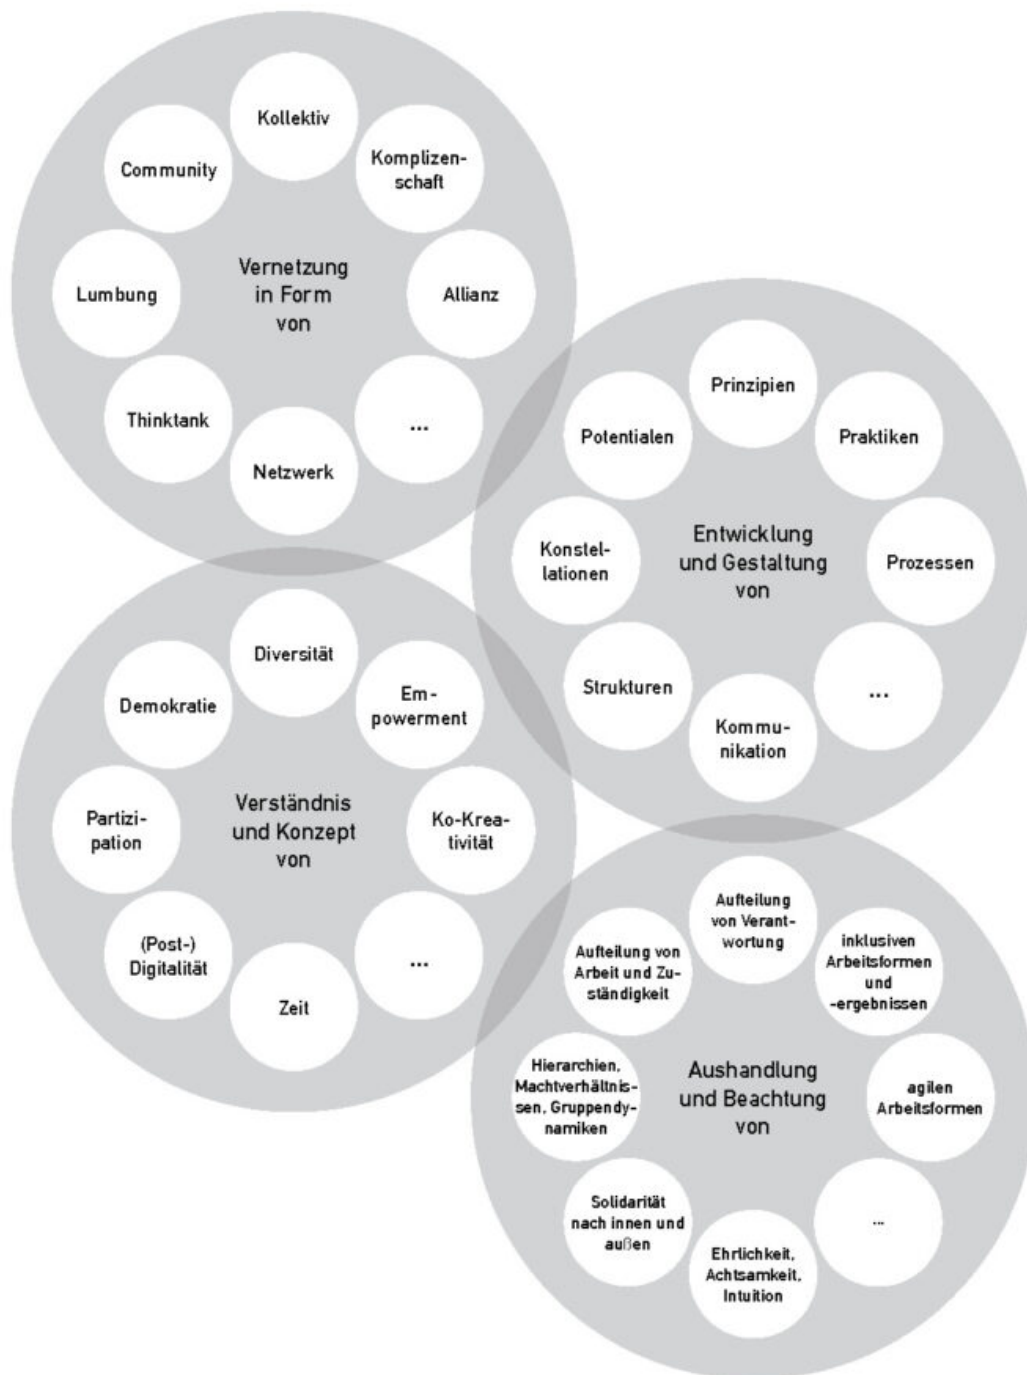 Kollektiv
Komplizen-
schaft
Allianz
...
Netzwerk
Thinktank
Lumbung
Community
Vernetzung
in Form
von
Prinzipien
Praktiken
Prozessen
...
Kommu-
nikation
Strukturen
Konstel-
lationen
Potentialen
Entwicklung
und Gestaltung
von
Diversität
Em-
powerment
Ko-Krea-
tivität
...
Zeit
(Post-)
Digitalität
Partizi-
pation
Demokratie
Verständnis
und Konzept
von
Aufteilung
von Verant-
wortung
inklusiven
Arbeitsformen
und
-ergebnissen
agilen
Arbeitsformen
...
Ehrlichkeit,
Achtsamkeit,
Intuition
Solidarität
nach innen und
außen
Hierarchien,
Machtverhältnis-
sen, Gruppendy-
namiken
Aufteilung von
Arbeit und Zu-
ständigkeit
Aushandlung
und Beachtung
von